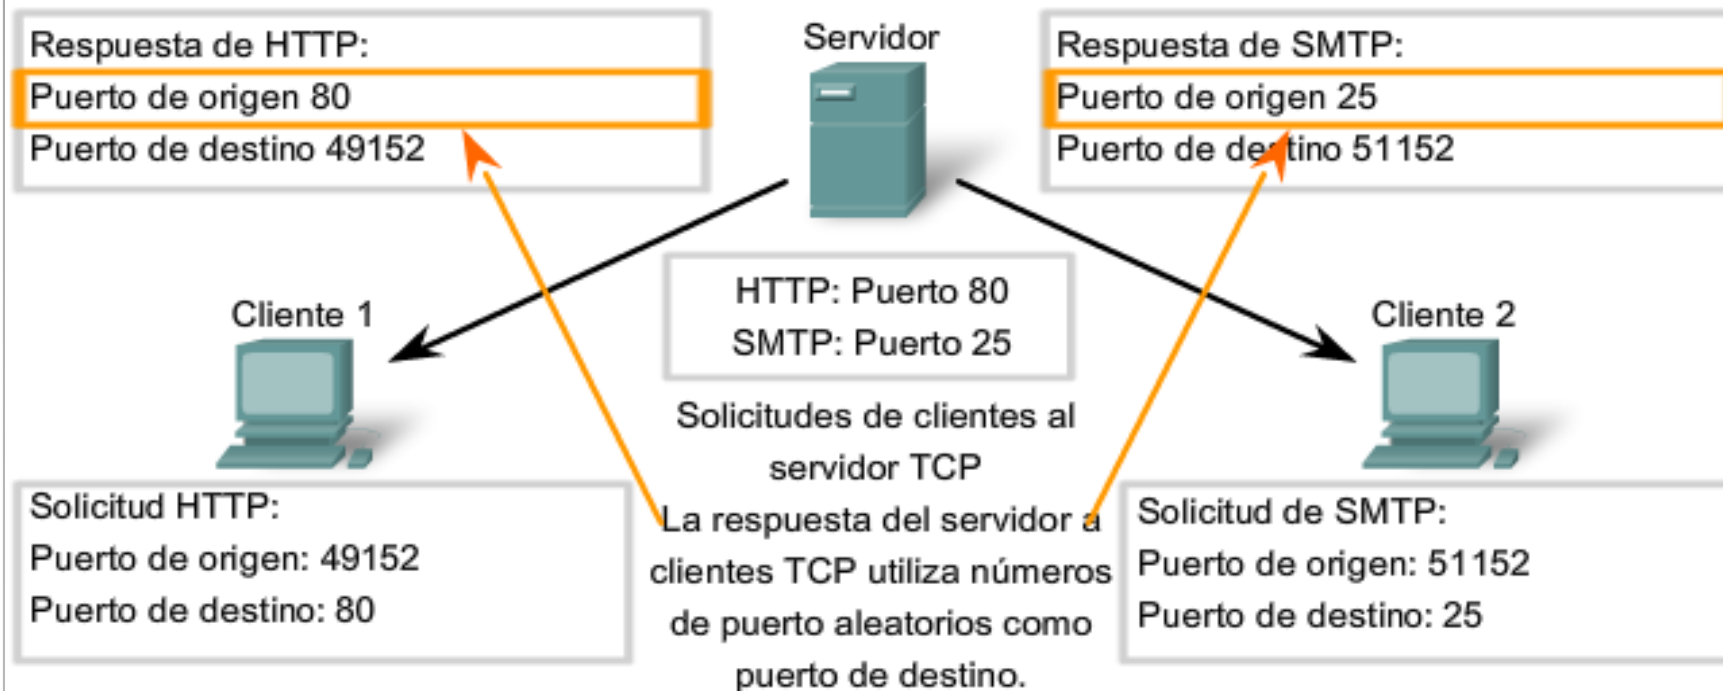 Respuesta de HTTP:
Puerto de origen 80
Puerto de destino 49152
Servidor
Respuesta de SMTP:
Puerto de origen 25
Puerto de destino 51152
HTTP: Puerto 80
SMTP: Puerto 25
Cliente 1
Cliente 2
Solicitudes de clientes al
servidor TCP
La respuesta del servidor a
clientes TCP utiliza números
de puerto aleatorios como
puerto de destino.
Solicitud HTTP:
Puerto de origen: 49152
Puerto de destino: 80
Solicitud de SMTP:
Puerto de origen: 51152
Puerto de destino: 25